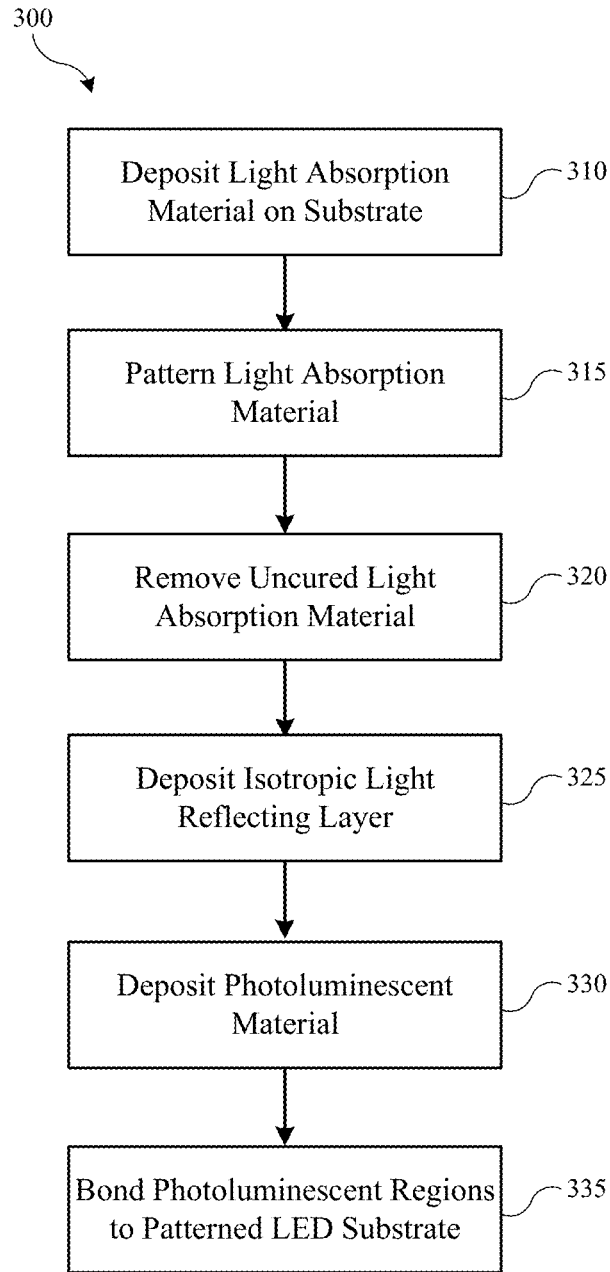 300
Deposit Light Absorption
Material on Substrate
310
Pattern Light Absorption
Material
315
Remove Uncured Light
Absorption Material
320
Deposit Isotropic Light
Reflecting Layer
325
Deposit Photoluminescent
Material
330
Bond Photoluminescent Regions
to Patterned LED Substrate
335